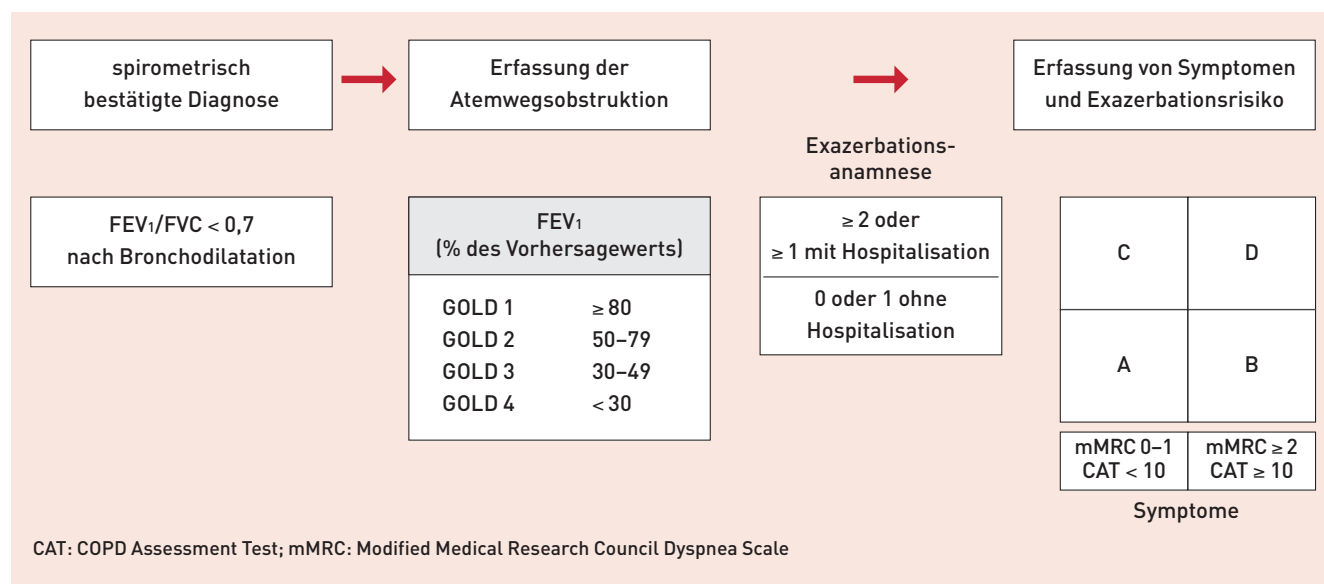 spirometrisch
bestätigte Diagnose
Erfassung der
Atemwegsobstruktion
Erfassung von Symptomen
und Exazerbationsrisiko
Exazerbations-
anamnese
FEV1/FVC < 0,7
nach Bronchodilatation
FEV1
(% des Vorhersagewerts)
GOLD 1 ≥ 80
GOLD 2 50–79
GOLD 3 30–49
GOLD 4 < 30
≥ 2 oder
≥ 1 mit Hospitalisation
0 oder 1 ohne
Hospitalisation
C D
A B
mMRC 0–1 mMRC ≥ 2
CAT < 10 CAT ≥ 10
Symptome
CAT: COPD Assessment Test; mMRC: Modified Medical Research Council Dyspnea Scale